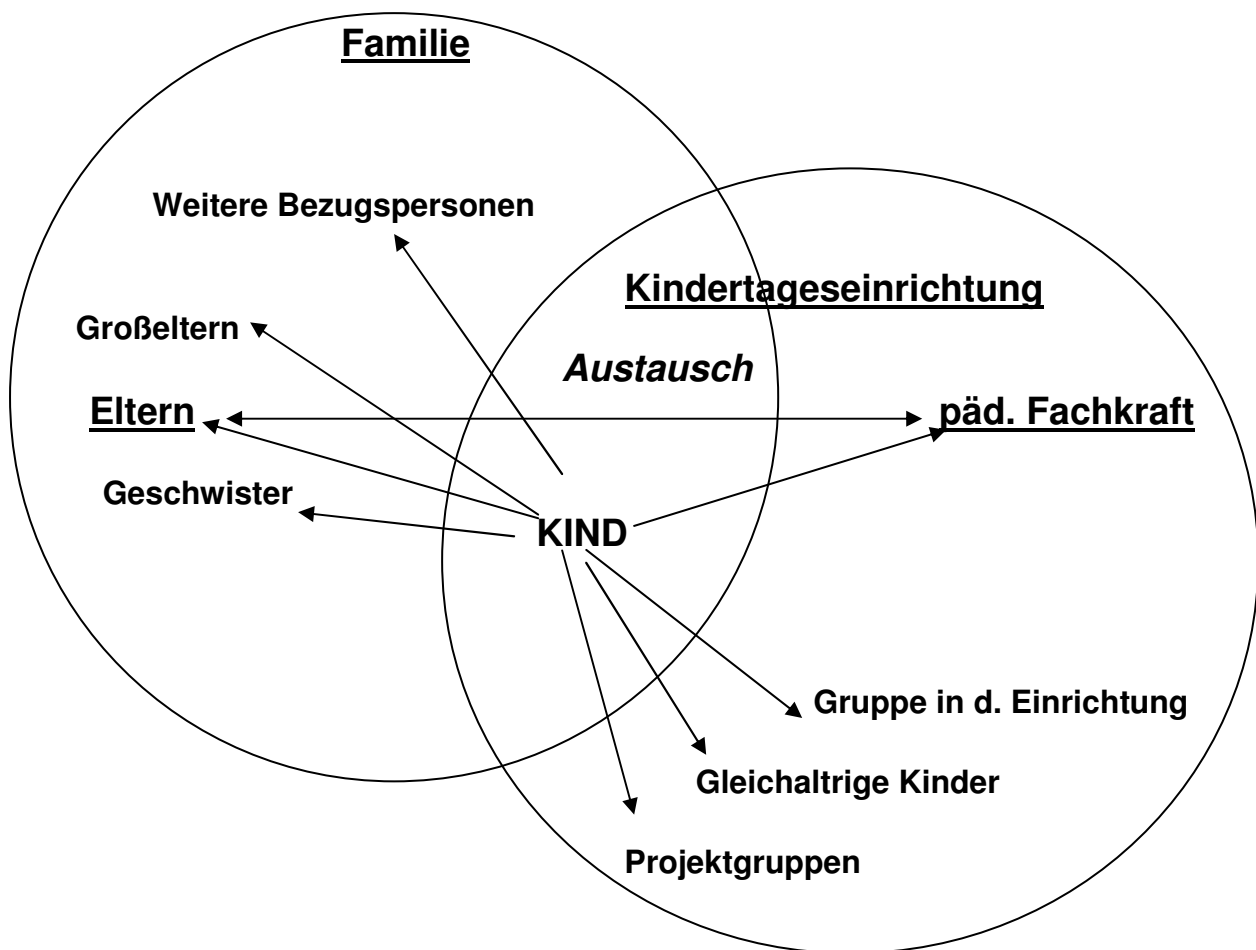 Familie
Weitere Bezugspersonen
Kindertageseinrichtung
Großeltern
Austausch
Eltern
päd. Fachkraft
Geschwister
KIND
Gruppe in d. Einrichtung
Gleichaltrige Kinder
Projektgruppen